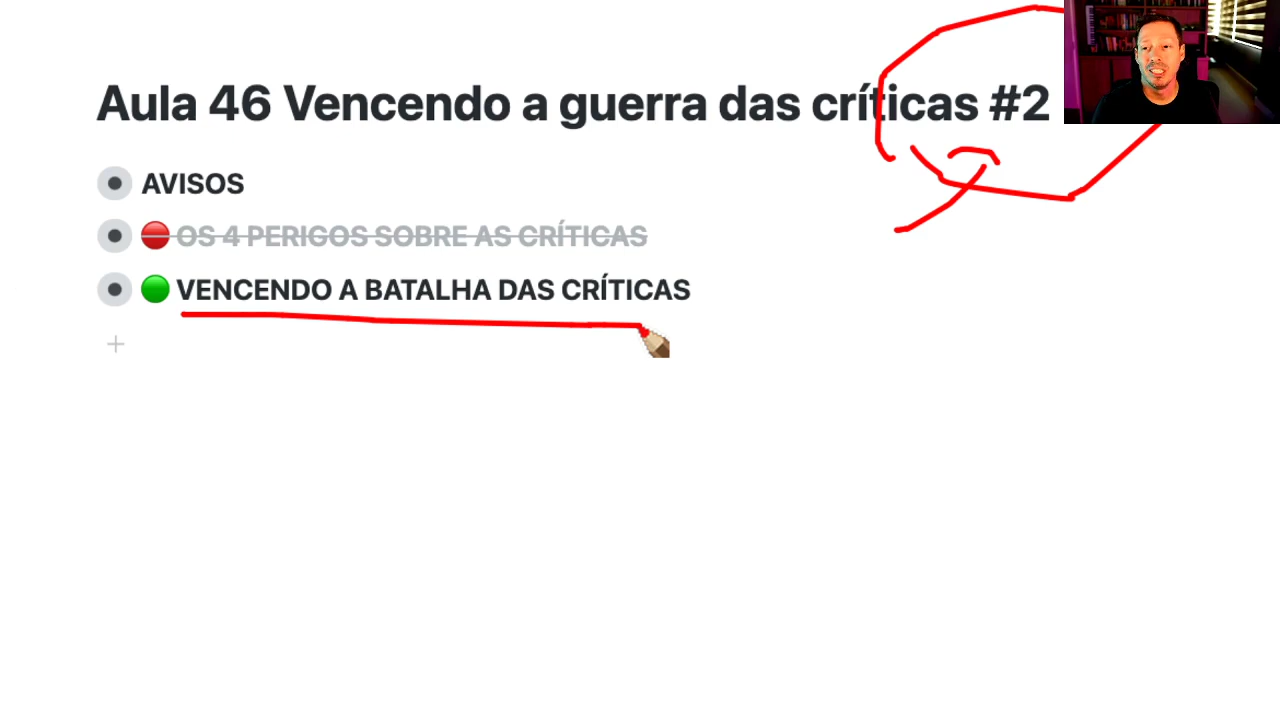 Aula 46 Vencendo a guerra das críticas #2
AVISOS
OS 4 PERIGOS SOBRE AS CRÍTICAS
VENCENDO A BATALHA DAS CRÍTICAS